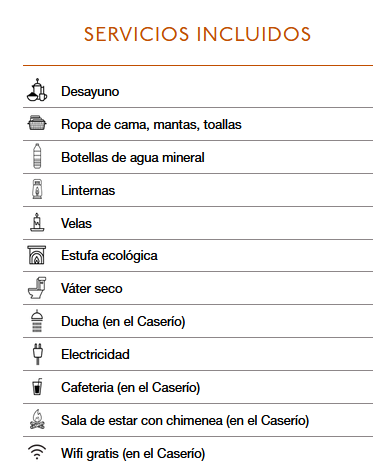 SERVICIOS INCLUIDOS
Desayuno
Ropa de cama, mantas, toallas
Botellas de agua mineral
Linternas
Velas
Estufa ecológica
Váter seco
Ducha (en el Caserío)
Electricidad
Cafeteria (en el Caserío)
Sala de estar con chimenea (en el Caserío)
Wifi gratis (en el Caserío)